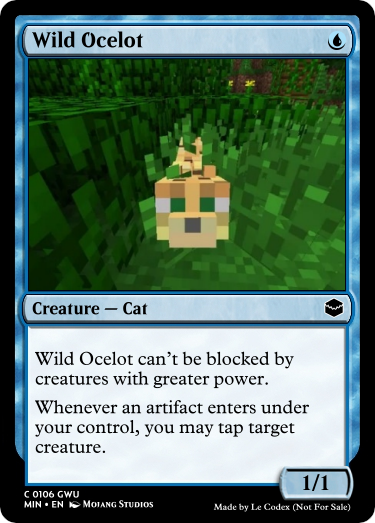 Wild Ocelot
Creature — Cat
Wild Ocelot can't be blocked by
creatures with greater power.
Whenever an artifact enters under
your control, you may tap target
creature.
1/1
C 0106 GWU
MIN • EN Mojang Studios
Made by Le Codex (Not For Sale)